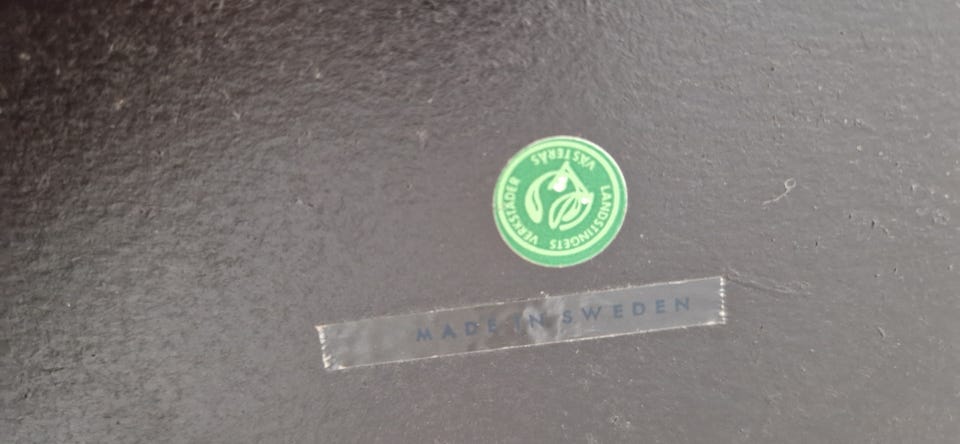 LANDSTINGETS VERKSTÄDER
VÄSTERÅS
MADE IN SWEDEN